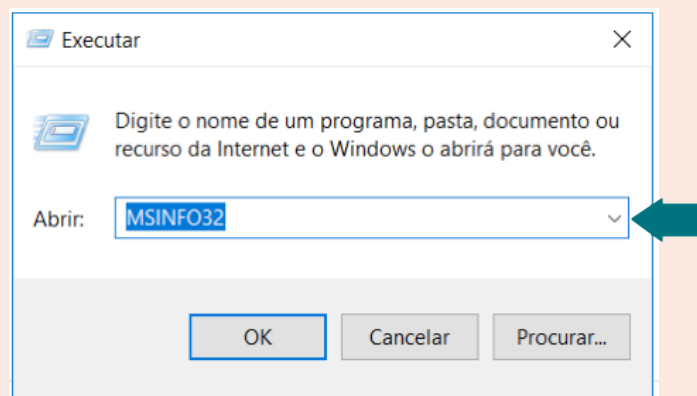 Executar
Digite o nome de um programa, pasta, documento ou
recurso da Internet e o Windows o abrirá para você.
Abrir: MSINFO32
OK Cancelar Procurar...